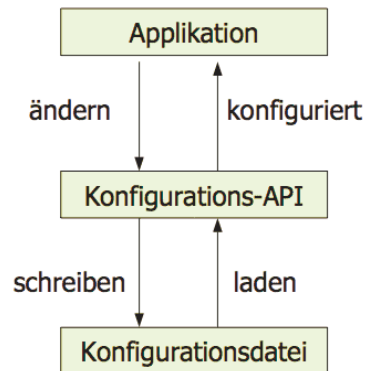 Applikation
ändern
konfiguriert
Konfigurations-API
schreiben
laden
Konfigurationsdatei